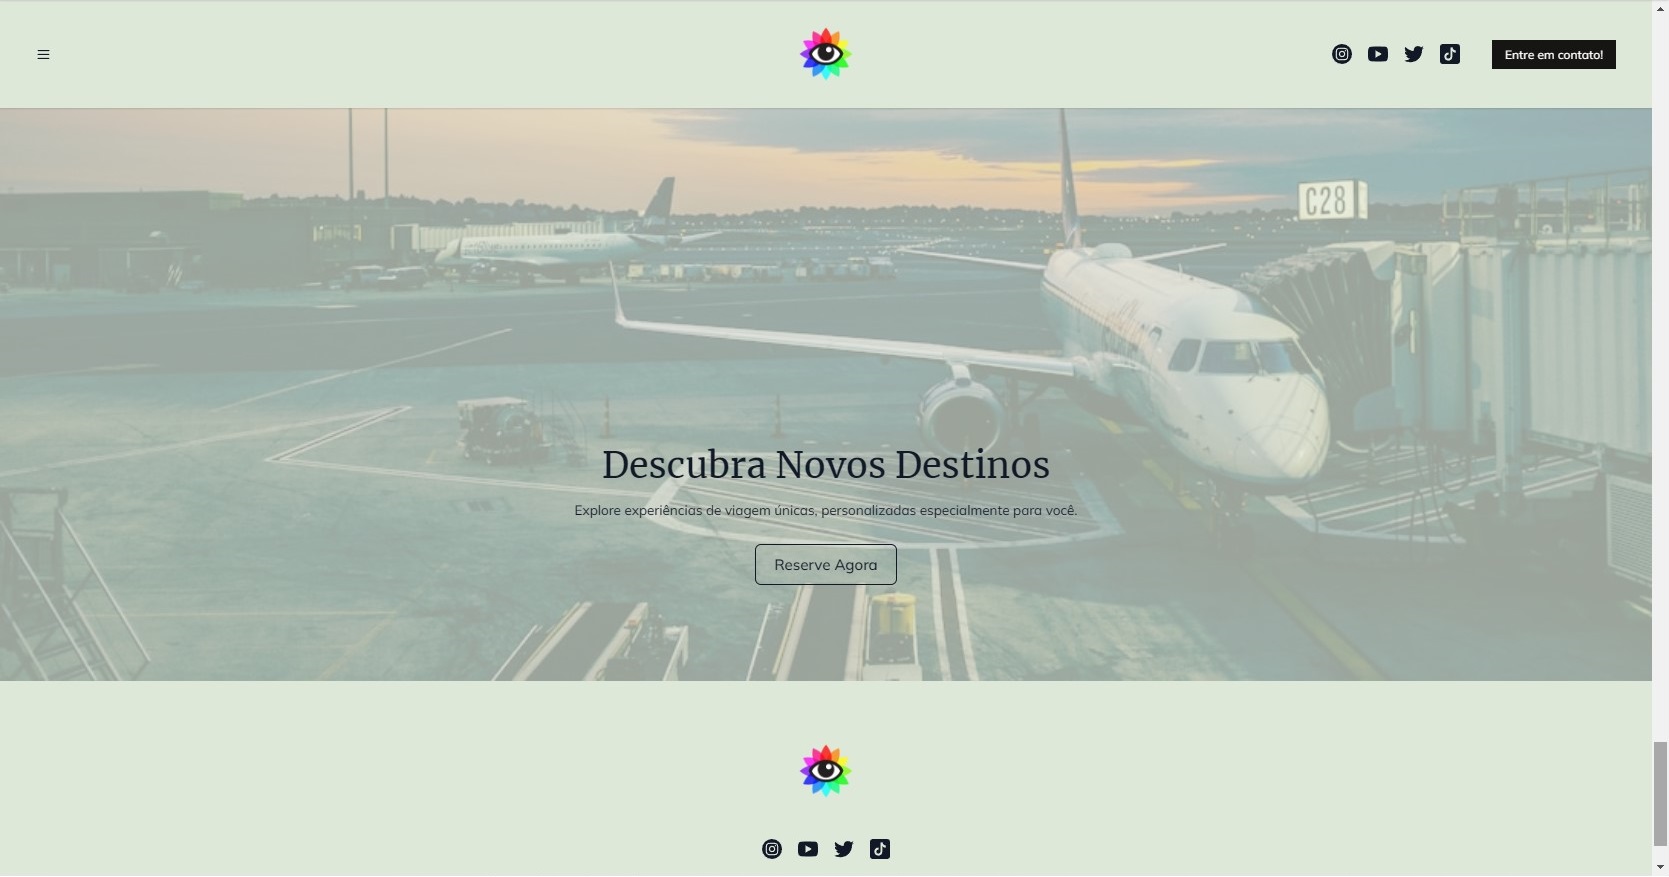 Entre em contato!
C28
Descubra Novos Destinos
Explore experiências de viagem únicas, personalizadas especialmente para você.
Reserve Agora